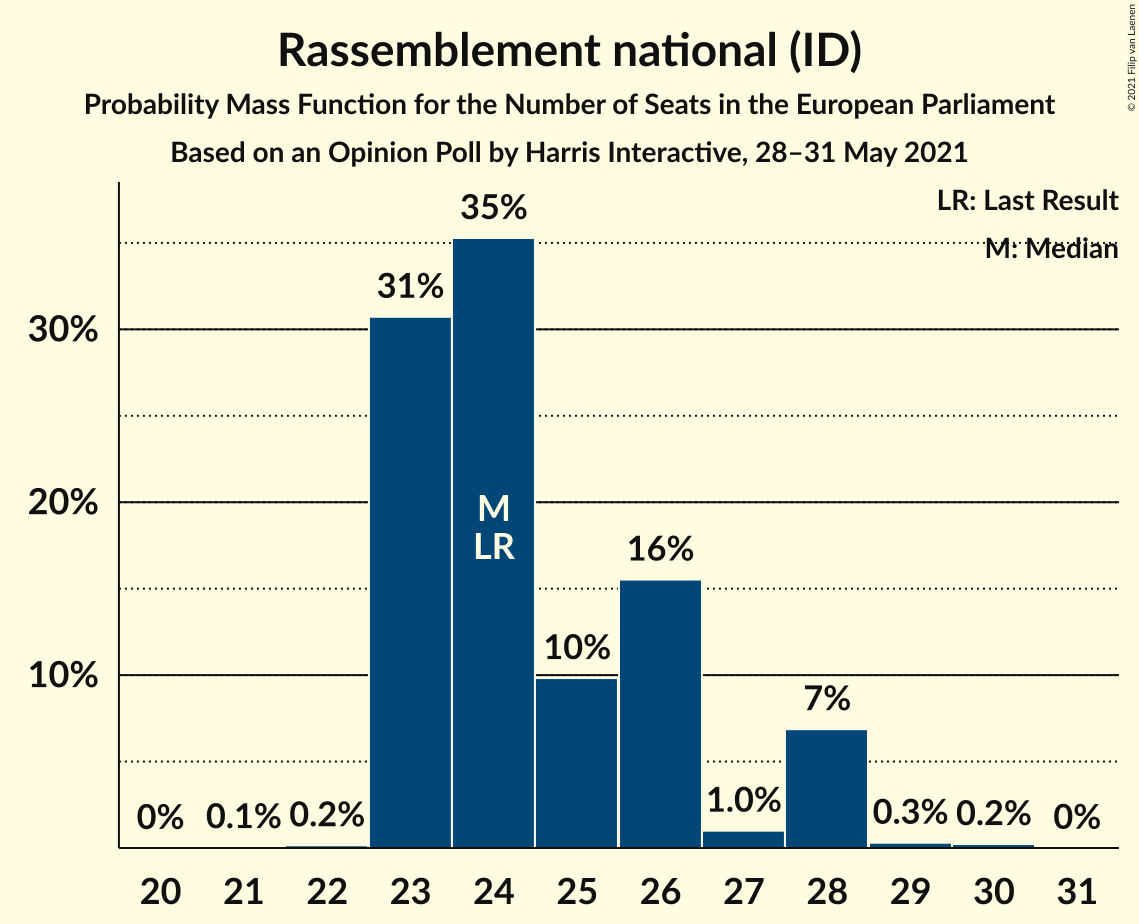 Rassemblement national (ID)
Probability Mass Function for the Number of Seats in the European Parliament
Based on an Opinion Poll by Harris Interactive, 28–31 May 2021
© 2021 Filip van Laenen
LR: Last Result
M: Median
30%
20%
10%
0%
0.1%
0.2%
31%
35%
M
LR
10%
16%
1.0%
7%
0.3%
0.2%
0%
20 21 22 23 24 25 26 27 28 29 30 31